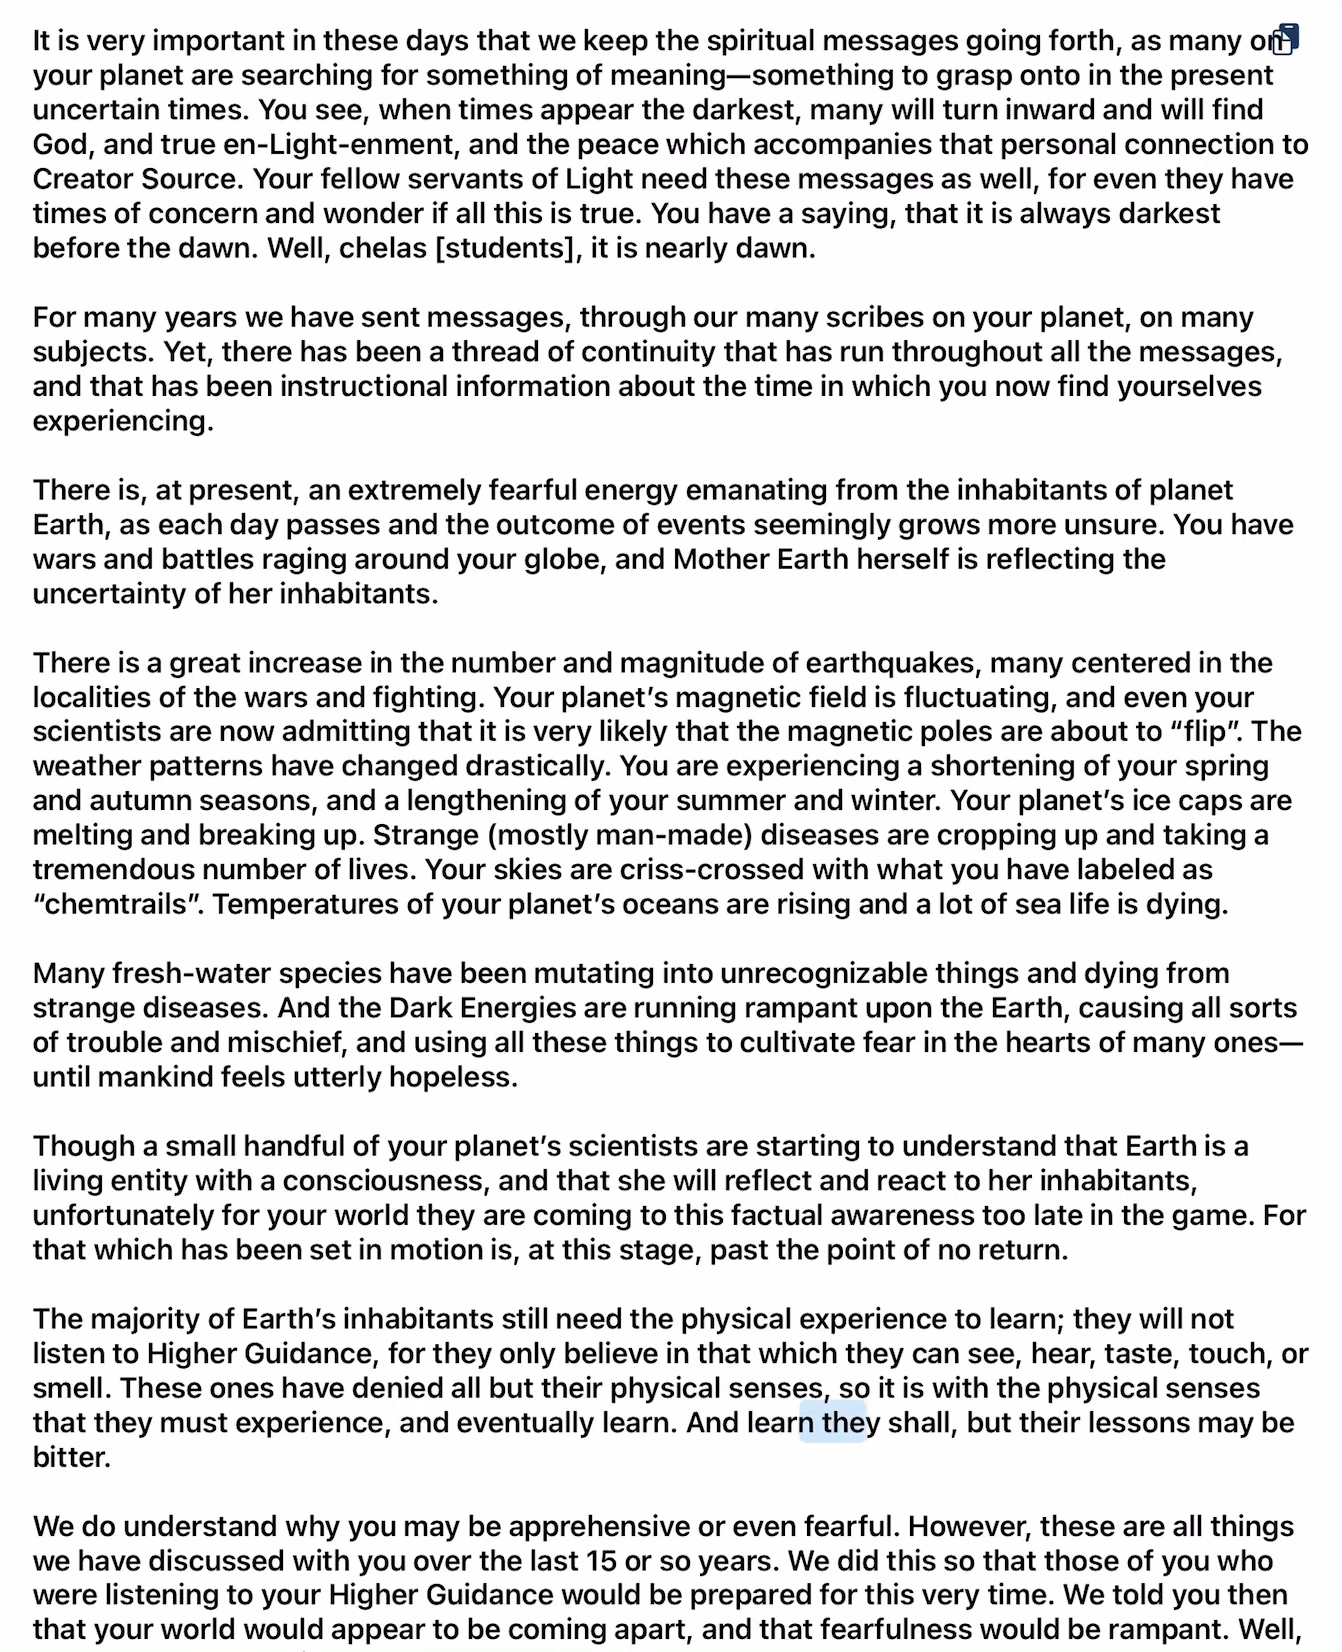 It is very important in these days that we keep the spiritual messages going forth, as many on
your planet are searching for something of meaning—something to grasp onto in the present
uncertain times. You see, when times appear the darkest, many will turn inward and will find
God, and true en-Light-enment, and the peace which accompanies that personal connection to
Creator Source. Your fellow servants of Light need these messages as well, for even they have
times of concern and wonder if all this is true. You have a saying, that it is always darkest
before the dawn. Well, chelas [students], it is nearly dawn.
For many years we have sent messages, through our many scribes on your planet, on many
subjects. Yet, there has been a thread of continuity that has run throughout all the messages,
and that has been instructional information about the time in which you now find yourselves
experiencing.
There is, at present, an extremely fearful energy emanating from the inhabitants of planet
Earth, as each day passes and the outcome of events seemingly grows more unsure. You have
wars and battles raging around your globe, and Mother Earth herself is reflecting the
uncertainty of her inhabitants.
There is a great increase in the number and magnitude of earthquakes, many centered in the
localities of the wars and fighting. Your planet’s magnetic field is fluctuating, and even your
scientists are now admitting that it is very likely that the magnetic poles are about to “flip”. The
weather patterns have changed drastically. You are experiencing a shortening of your spring
and autumn seasons, and a lengthening of your summer and winter. Your planet’s ice caps are
melting and breaking up. Strange (mostly man-made) diseases are cropping up and taking a
tremendous number of lives. Your skies are criss-crossed with what you have labeled as
“chemtrails”. Temperatures of your planet’s oceans are rising and a lot of sea life is dying.
Many fresh-water species have been mutating into unrecognizable things and dying from
strange diseases. And the Dark Energies are running rampant upon the Earth, causing all sorts
of trouble and mischief, and using all these things to cultivate fear in the hearts of many ones—
until mankind feels utterly hopeless.
Though a small handful of your planet’s scientists are starting to understand that Earth is a
living entity with a consciousness, and that she will reflect and react to her inhabitants,
unfortunately for your world they are coming to this factual awareness too late in the game. For
that which has been set in motion is, at this stage, past the point of no return.
The majority of Earth’s inhabitants still need the physical experience to learn; they will not
listen to Higher Guidance, for they only believe in that which they can see, hear, taste, touch, or
smell. These ones have denied all but their physical senses, so it is with the physical senses
that they must experience, and eventually learn. And learn they shall, but their lessons may be
bitter.
We do understand why you may be apprehensive or even fearful. However, these are all things
we have discussed with you over the last 15 or so years. We did this so that those of you who
were listening to your Higher Guidance would be prepared for this very time. We told you then
that your world would appear to be coming apart, and that fearfulness would be rampant. Well,